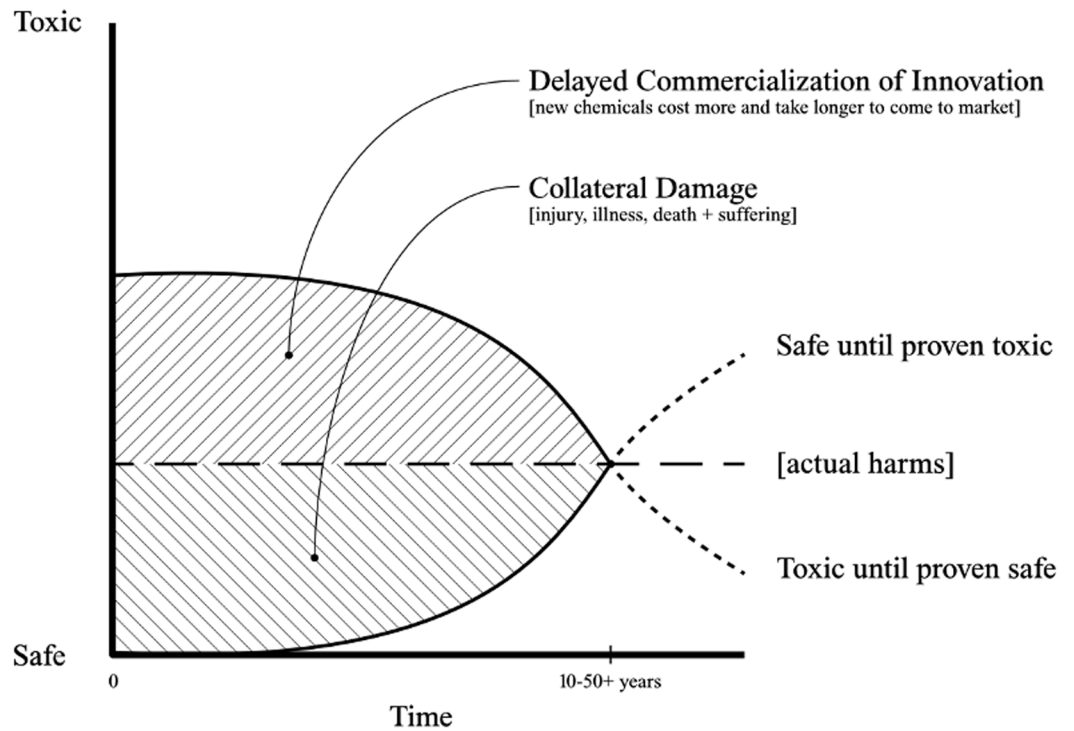 Toxic
Delayed Commercialization of Innovation
[new chemicals cost more and take longer to come to market]
Collateral Damage
[injury, illness, death + suffering]
Safe until proven toxic
[actual harms]
Toxic until proven safe
Safe
0
10-50+ years
Time